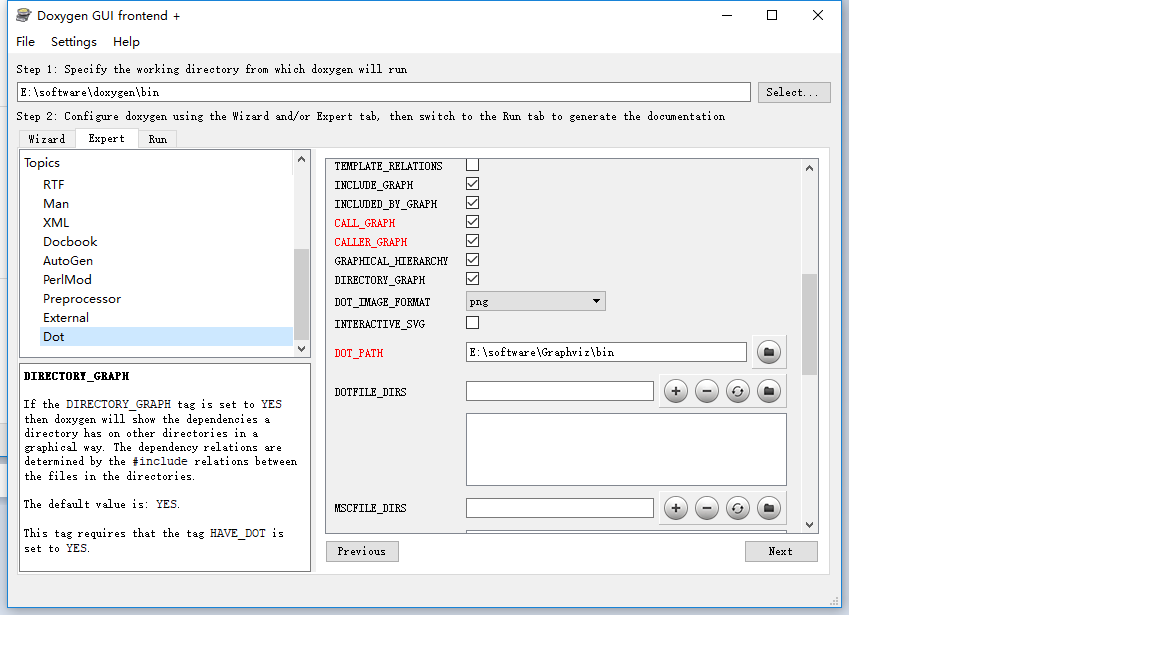 Doxygen GUI frontend +
File Settings Help
Step 1: Specify the working directory from which doxygen will run
E:\software\doxygen\bin Select...
Step 2: Configure doxygen using the Wizard and/or Expert tab, then switch to the Run tab to generate the documentation
Wizard Expert Run
Topics
RTF
Man
XML
Docbook
AutoGen
PerlMod
Preprocessor
External
Dot
DIRECTORY_GRAPH
If the DIRECTORY_GRAPH tag is set to YES
then doxygen will show the dependencies a
directory has on other directories in a
graphical way. The dependency relations are
determined by the #include relations between
the files in the directories.
The default value is: YES.
This tag requires that the tag HAVE_DOT is
set to YES.
TEMPLATE_RELATIONS
INCLUDE_GRAPH
INCLUDED_BY_GRAPH
CALL_GRAPH
CALLER_GRAPH
GRAPHICAL_HIERARCHY
DIRECTORY_GRAPH
DOT_IMAGE_FORMAT png
INTERACTIVE_SVG
DOT_PATH E:\software\Graphviz\bin
DOTFILE_DIRS
MSCFILE_DIRS
Previous Next